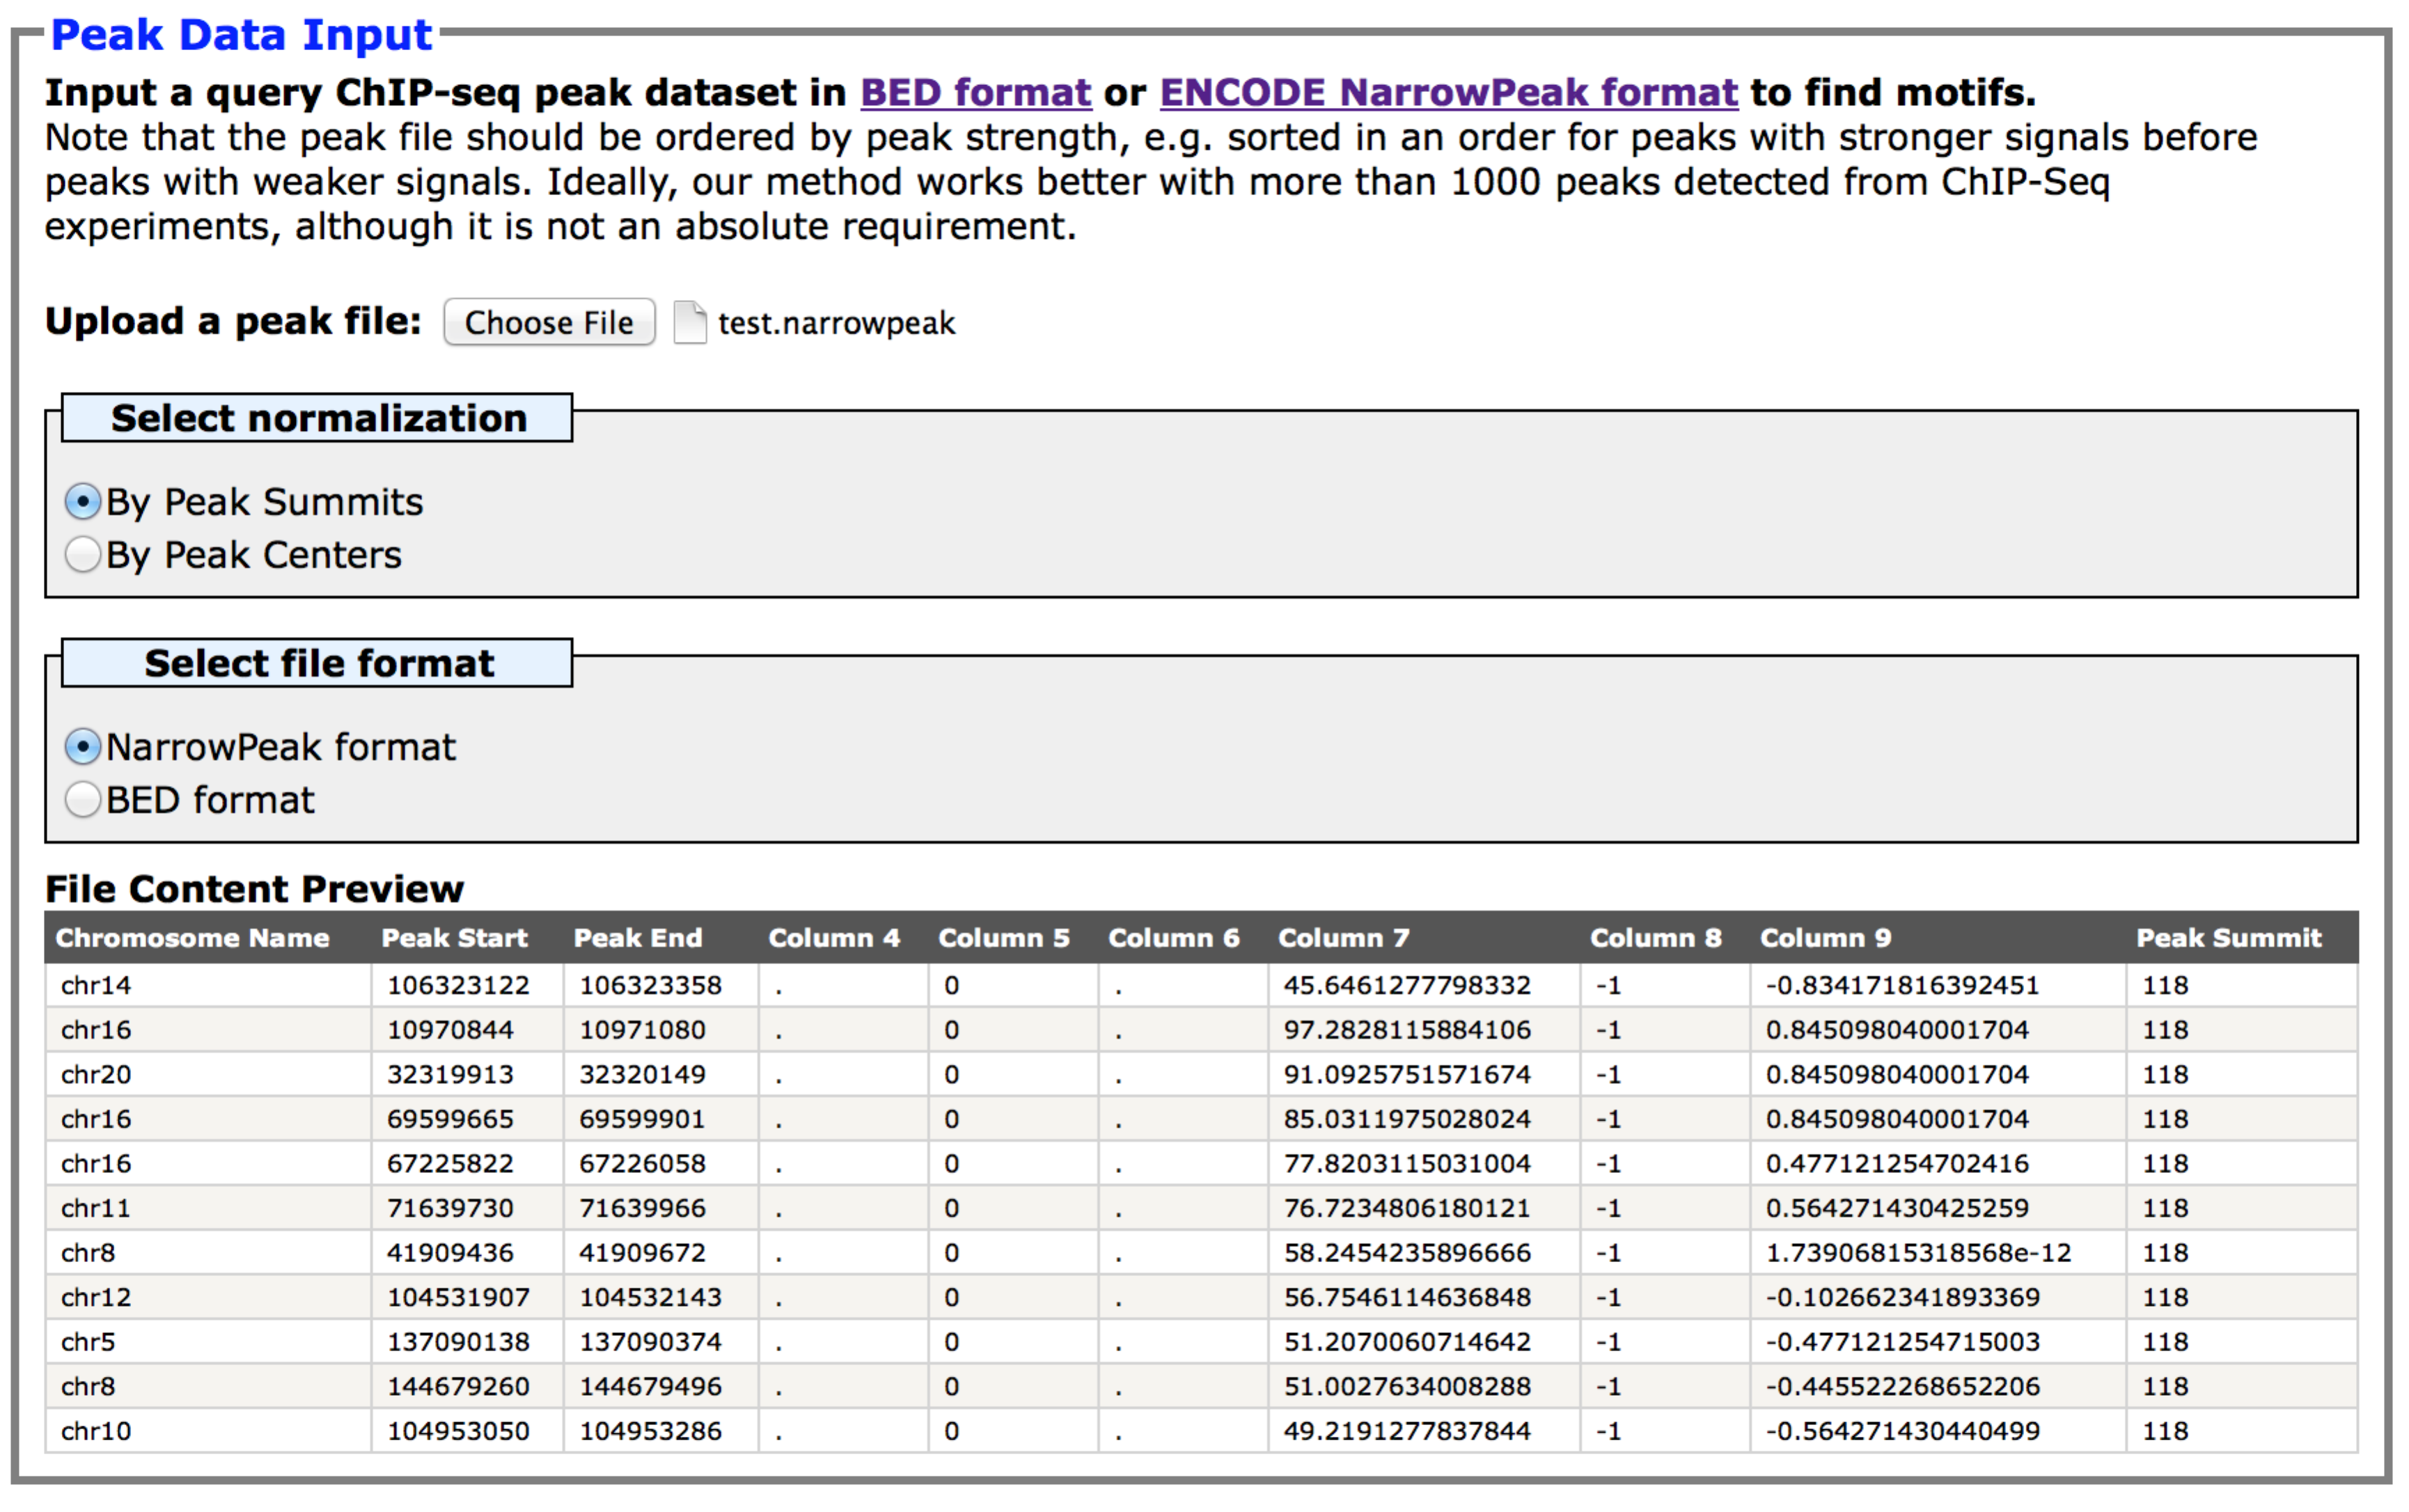 Peak Data Input
Input a query ChIP-seq peak dataset in BED format or ENCODE NarrowPeak format to find motifs.
Note that the peak file should be ordered by peak strength, e.g. sorted in an order for peaks with stronger signals before
peaks with weaker signals. Ideally, our method works better with more than 1000 peaks detected from ChIP-Seq
experiments, although it is not an absolute requirement.
Upload a peak file: Choose File test.narrowpeak
Select normalization
By Peak Summits
By Peak Centers
Select file format
NarrowPeak format
BED format
File Content Preview
Chromosome Name Peak Start Peak End Column 4 Column 5 Column 6 Column 7 Column 8 Column 9 Peak Summit
chr14 106323122 106323358 . 0 . 45.6461277798332 -1 -0.834171816392451 118
chr16 10970844 10971080 . 0 . 97.2828115884106 -1 0.845098040001704 118
chr20 32319913 32320149 . 0 . 91.0925751571674 -1 0.845098040001704 118
chr16 69599665 69599901 . 0 . 85.0311975028024 -1 0.845098040001704 118
chr16 67225822 67226058 . 0 . 77.8203115031004 -1 0.477121254702416 118
chr11 71639730 71639966 . 0 . 76.7234806180121 -1 0.564271430425259 118
chr8 41909436 41909672 . 0 . 58.2454235896666 -1 1.73906815318568e-12 118
chr12 104531907 104532143 . 0 . 56.7546114636848 -1 -0.102662341893369 118
chr5 137090138 137090374 . 0 . 51.2070060714642 -1 -0.477121254715003 118
chr8 144679260 144679496 . 0 . 51.0027634008288 -1 -0.445522268652206 118
chr10 104953050 104953286 . 0 . 49.2191277837844 -1 -0.564271430440499 118